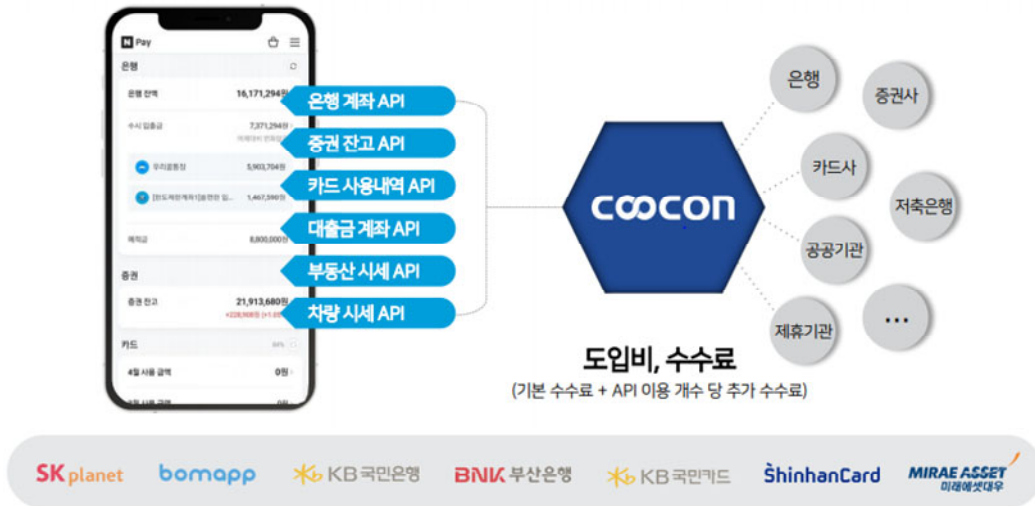 N Pay
은행
은행 잔액 16,171,294원
수시 입출금 7,371,294원
5,903,704원
1,467,590원
예적금 8,800,000원
증권
증권 잔고 21,913,680원
카드
4월 사용 금액 0원
은행 계좌 API
증권 잔고 API
카드 사용내역 API
대출금 계좌 API
부동산 시세 API
차량 시세 API
coocon
은행
증권사
카드사
저축은행
공공기관
제휴기관
...
도입비, 수수료
(기본 수수료 + API 이용 개수 당 추가 수수료)
SK planet
bomapp
KB 국민은행
BNK 부산은행
KB 국민카드
ShinhanCard
MIRAE ASSET
미래에셋대우